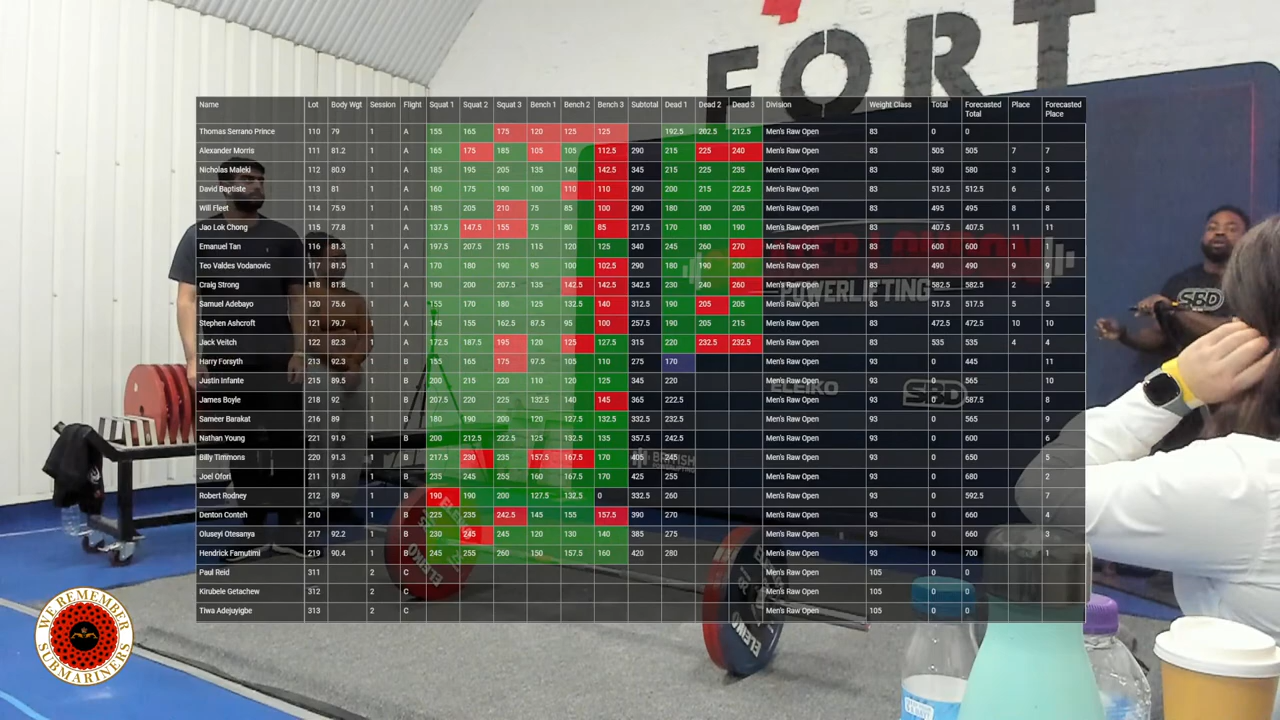 FORT
Name Lot Body Wgt Session Flight Squat 1 Squat 2 Squat 3 Bench 1 Bench 2 Bench 3 Subtotal Dead 1 Dead 2 Dead 3 Division Weight Class Total Forecasted Total Place Forecasted Place
Thomas Serrano Prince 110 79 1 A 155 165 175 120 125 125 192.5 202.5 212.5 Men's Raw Open 83 0 0
Alexander Morris 111 81.2 1 A 165 175 185 105 105 112.5 290 215 225 240 Men's Raw Open 83 505 505 7 7
Nicholas Maleki 112 80.9 1 A 185 195 205 135 140 142.5 345 215 225 235 Men's Raw Open 83 580 580 3 3
David Baptiste 113 81 1 A 160 175 190 100 110 110 290 200 215 222.5 Men's Raw Open 83 512.5 512.5 6 6
Will Fleet 114 75.9 1 A 185 205 210 75 85 100 290 180 200 205 Men's Raw Open 83 495 495 8 8
Jao Lok Chong 115 77.8 1 A 137.5 147.5 155 75 80 85 217.5 170 180 190 Men's Raw Open 83 407.5 407.5 11 11
Emanuel Tan 116 81.3 1 A 197.5 207.5 215 115 120 125 340 245 260 270 Men's Raw Open 83 600 600 1 1
Teo Valdes Vodanovic 117 81.5 1 A 170 180 190 95 100 102.5 290 180 190 200 Men's Raw Open 83 490 490 9 9
Craig Strong 118 81.8 1 A 190 200 207.5 135 142.5 142.5 342.5 230 240 260 Men's Raw Open 83 582.5 582.5 2 2
POWERLIFTING
Samuel Adebayo 120 75.6 1 A 155 170 180 125 132.5 140 312.5 190 205 205 Men's Raw Open 83 517.5 517.5 5 5
SBD
Stephen Ashcroft 121 79.7 1 A 145 155 162.5 87.5 95 100 257.5 190 205 215 Men's Raw Open 83 472.5 472.5 10 10
Jack Veitch 122 82.3 1 A 172.5 187.5 195 120 125 127.5 315 220 232.5 232.5 Men's Raw Open 83 535 535 4 4
Harry Forsyth 213 92.3 1 B 155 165 175 97.5 105 110 275 170 Men's Raw Open 93 0 445 11
Justin Infante 215 89.5 1 B 200 215 220 110 120 125 345 220 Men's Raw Open 93 0 565 10
ELEIKO SBD
James Boyle 218 92 1 B 207.5 220 225 132.5 140 145 365 222.5 Men's Raw Open 93 0 587.5 8
Sameer Barakat 216 89 1 B 180 190 200 120 127.5 132.5 332.5 232.5 Men's Raw Open 93 0 565 9
Nathan Young 221 91.9 1 B 200 212.5 222.5 125 132.5 135 357.5 242.5 Men's Raw Open 93 0 600 6
Billy Timmons 220 91.3 1 B 217.5 230 235 157.5 167.5 170 405 245 Men's Raw Open 93 0 650 5
BRITISH
Joel Ofori 211 91.8 1 B 235 245 255 160 167.5 170 425 255 Men's Raw Open 93 0 680 2
Robert Rodney 212 89 1 B 190 190 200 127.5 132.5 0 332.5 260 Men's Raw Open 93 0 592.5 7
Denton Conteh 210 1 B 225 235 242.5 145 155 157.5 390 270 Men's Raw Open 93 0 660 4
Oluseyi Otesanya 217 92.2 1 B 230 245 245 120 130 140 385 275 Men's Raw Open 93 0 660 3
Hendrick Famutimi 219 90.4 1 B 245 255 260 150 157.5 160 420 280 Men's Raw Open 93 0 700 1
ELEIKO
Paul Reid 311 2 C Men's Raw Open 105 0 0
Kirubele Getachew 312 2 C Men's Raw Open 105 0 0
Tiwa Adejuyigbe 313 2 C Men's Raw Open 105 0 0
ELEIKO
WE REMEMBER
SUBMARINERS